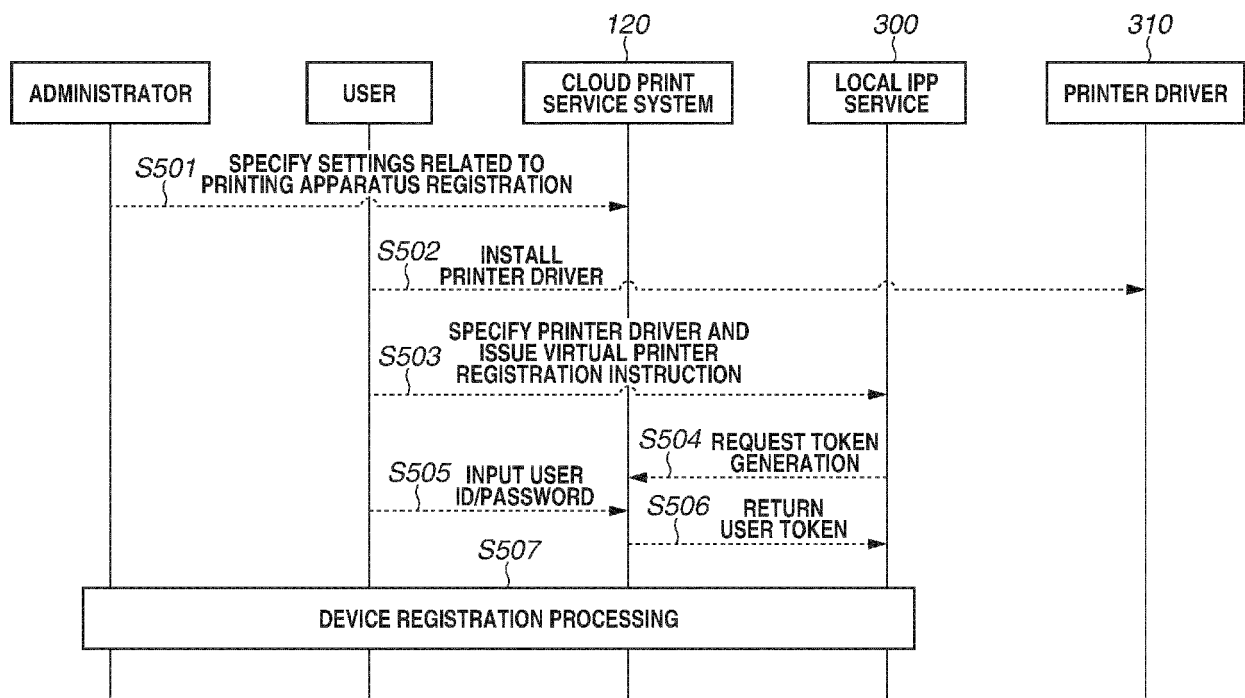 120
300
310
ADMINISTRATOR
USER
CLOUD PRINT
SERVICE SYSTEM
LOCAL IPP
SERVICE
PRINTER DRIVER
S501
SPECIFY SETTINGS RELATED TO
PRINTING APPARATUS REGISTRATION
S502
INSTALL
PRINTER DRIVER
S503
SPECIFY PRINTER DRIVER AND
ISSUE VIRTUAL PRINTER
REGISTRATION INSTRUCTION
S504
REQUEST TOKEN
GENERATION
S505
INPUT USER
ID/PASSWORD
S506
RETURN
USER TOKEN
S507
DEVICE REGISTRATION PROCESSING